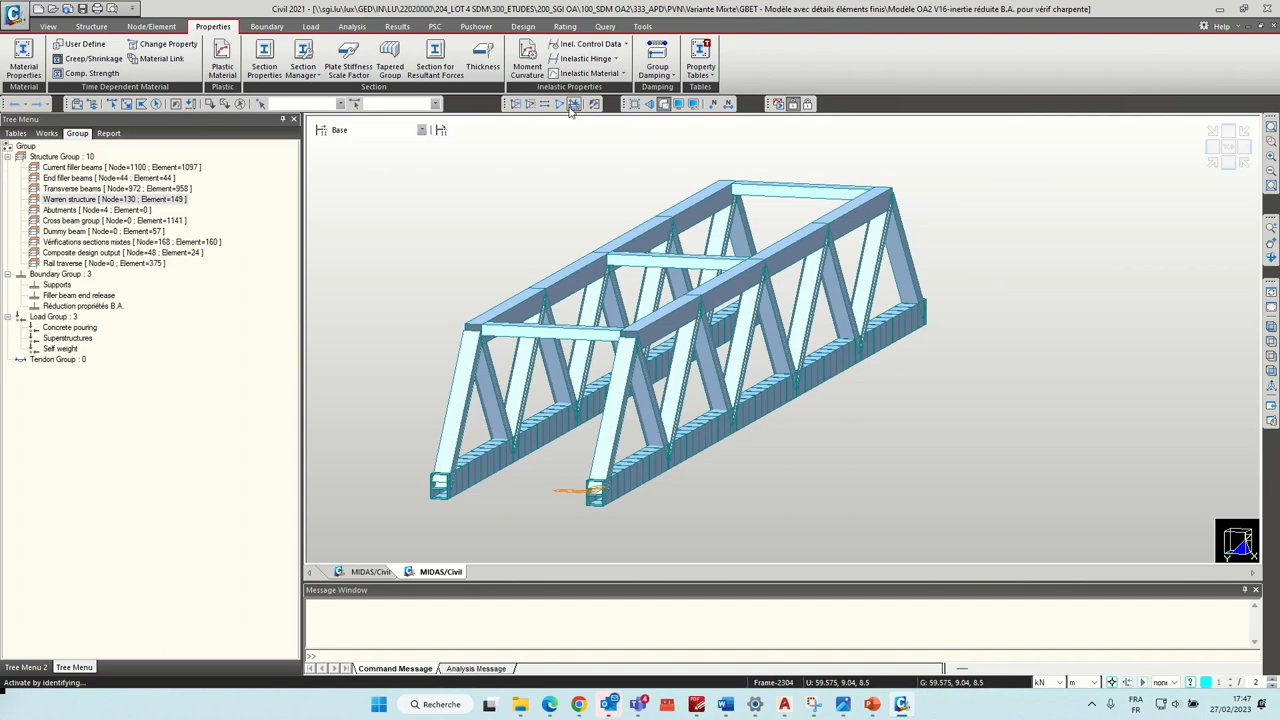 Civil 2021 - [\\sgi.lu\lux\GED\IN\LU\22020000\204_LOT 4 SDM\300_ETUDES\200_SGI OA\100_SDM OA2\333_APD\PVN\Variante Mixte\GBET - Modèle avec détails éléments finis\Modèle OA2 V16-inertie réduite B.A. pour vérif charpente]
View Structure Node/Element Properties Boundary Load Analysis Results PSC Pushover Design Rating Query Tools Help
User Define Change Property Inel. Control Data
Creep/Shrinkage Material Link Inelastic Hinge
Comp. Strength Inelastic Material
Material Properties
Plastic Material
Section Properties
Section Manager
Plate Stiffness Scale Factor
Tapered Group
Section for Resultant Forces
Thickness
Moment Curvature
Group Damping
Property Tables
Material Time Dependent Material Plastic Section Inelastic Properties Damping Tables
Tree Menu
Tables Works Group Report
Base
TOP
Group
Structure Group : 10
Current filler beams [ Node=1100 ; Element=1097 ]
End filler beams [ Node=44 ; Element=44 ]
Transverse beams [ Node=972 ; Element=958 ]
Warren structure [ Node=130 ; Element=149 ]
Abutments [ Node=4 ; Element=0 ]
Cross beam group [ Node=0 ; Element=1141 ]
Dummy beam [ Node=0 ; Element=57 ]
Vérifications sections mixtes [ Node=168 ; Element=160 ]
Composite design output [ Node=48 ; Element=24 ]
Rail traverse [ Node=0 ; Element=375 ]
Boundary Group : 3
Supports
Filler beam end release
Réduction propriétés B.A.
Load Group : 3
Concrete pouring
Superstructures
Self weight
Tendon Group : 0
MIDAS/Civil MIDAS/Civil
Message Window
>>
Tree Menu 2 Tree Menu
Command Message Analysis Message
Activate by identifying...
Frame-2304 U: 59.575, 9.04, 8.5 G: 59.575, 9.04, 8.5 kN m none 1 / 2
Recherche
FRA
FR
17:47
27/02/2023